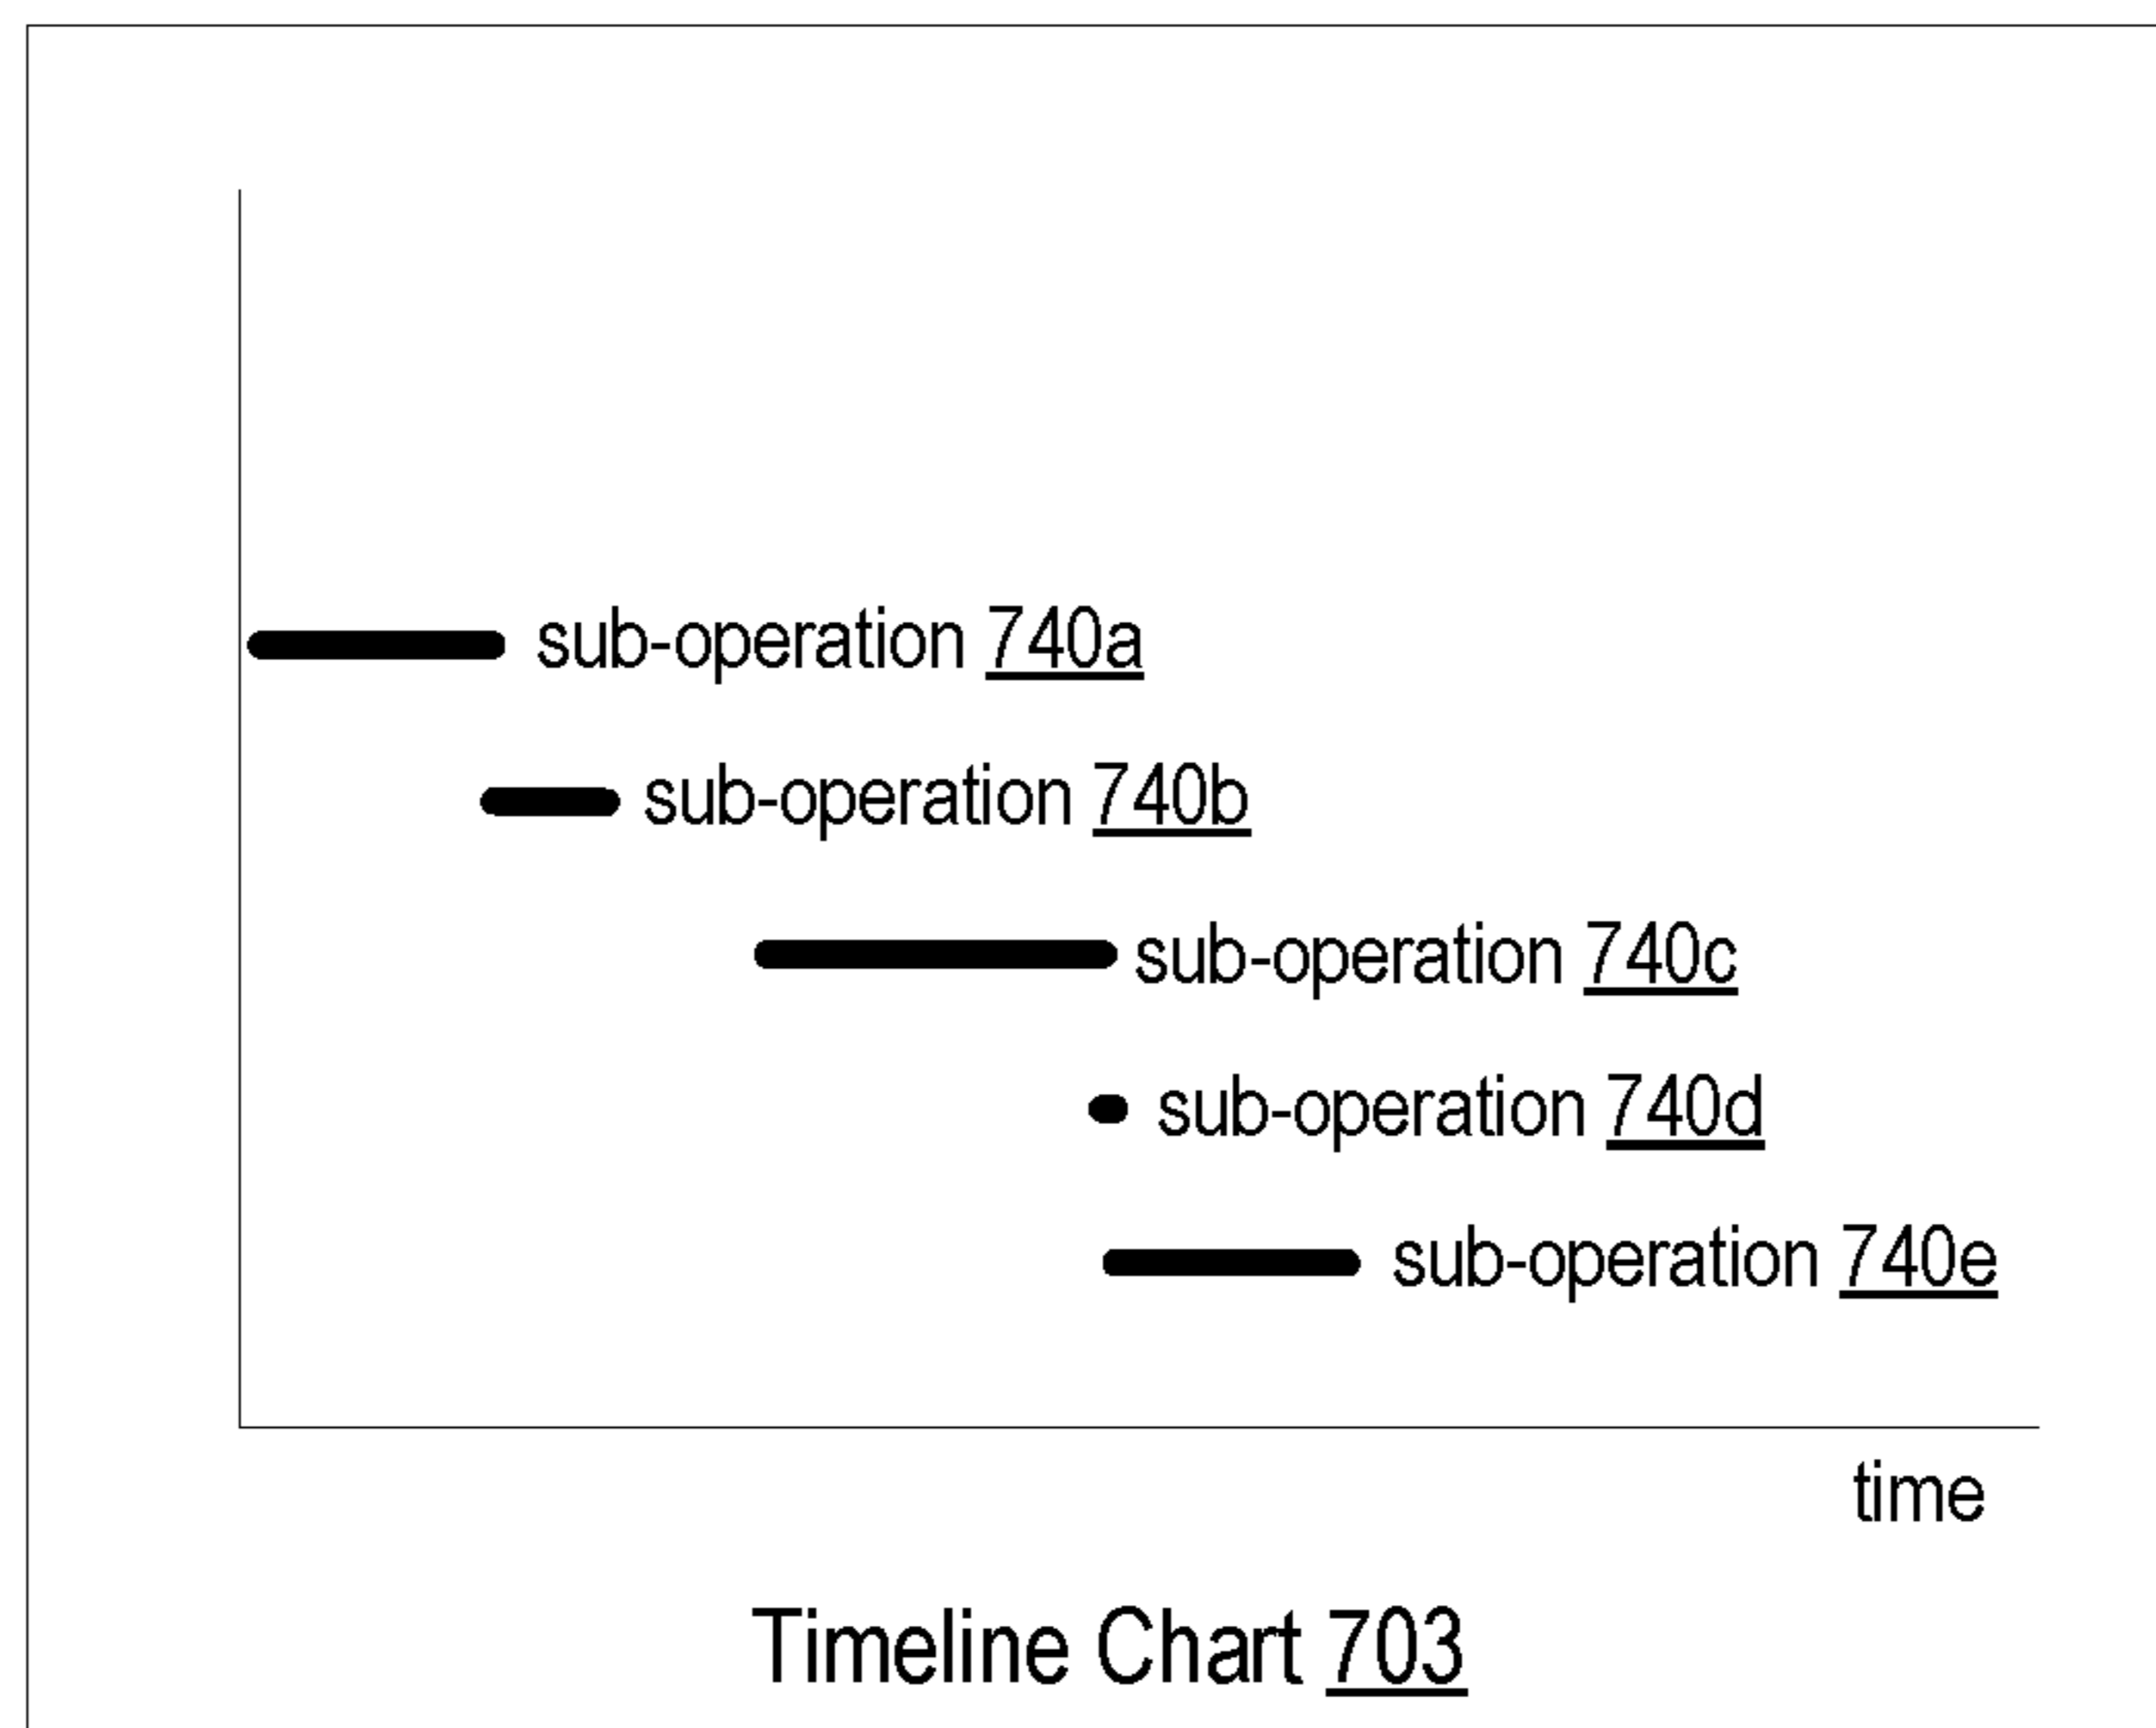 sub-operation 740a
sub-operation 740b
sub-operation 740c
sub-operation 740d
sub-operation 740e
time
Timeline Chart 703